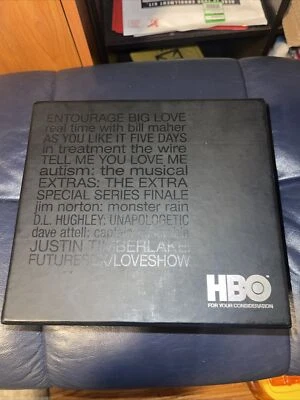 ENTOURAGE BIG LOVE
real time with bill maher
AS YOU LIKE IT FIVE DAYS
in treatment the wire
TELL ME YOU LOVE ME
autism: the musical
EXTRAS: THE EXTRA
SPECIAL SERIES FINALE
jim norton: monster rain
D.L. HUGHLEY: UNAPOLOGETIC
dave attell: captain
JUSTIN TIMBERLAKE:
FUTURESEX/LOVESHOW
HBO
FOR YOUR CONSIDERATION